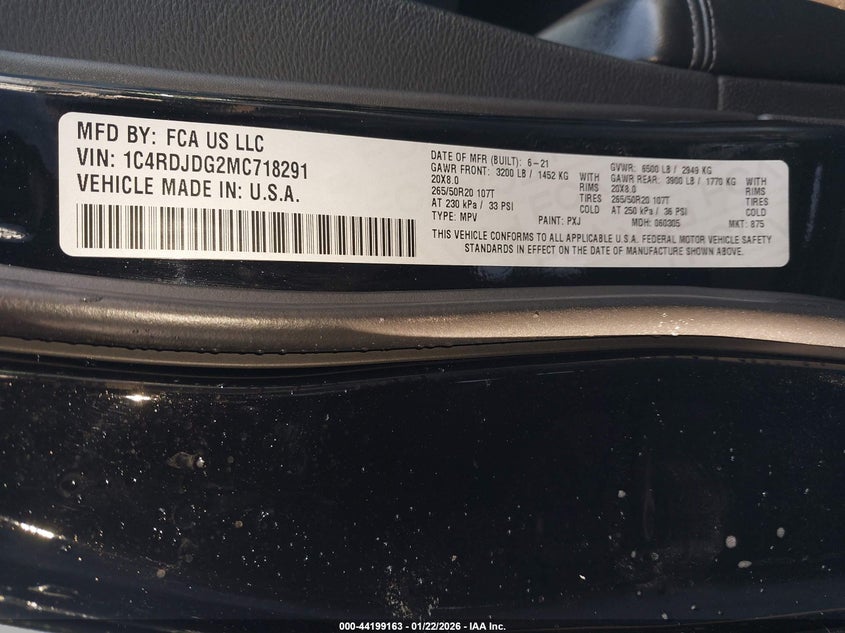 MFD BY: FCA US LLC
VIN: 1C4RDJDG2MC718291
VEHICLE MADE IN: U.S.A.
DATE OF MFR (BUILT): 6-21
GAWR FRONT: 3200 LB / 1452 KG WITH
20X8.0 RIMS
265/50R20 107T TIRES
AT 230 kPa / 33 PSI COLD
TYPE: MPV PAINT: PXJ
GVWR: 6500 LB / 2949 KG
GAWR REAR: 3900 LB / 1770 KG WITH
20X8.0 RIMS
265/50R20 107T TIRES
AT 250 kPa / 36 PSI COLD
MDH: 060305 MKT: 875
THIS VEHICLE CONFORMS TO ALL APPLICABLE U.S.A. FEDERAL MOTOR VEHICLE SAFETY
STANDARDS IN EFFECT ON THE DATE OF MANUFACTURE SHOWN ABOVE.
000-44199163 - 01/22/2026 - IAA Inc.